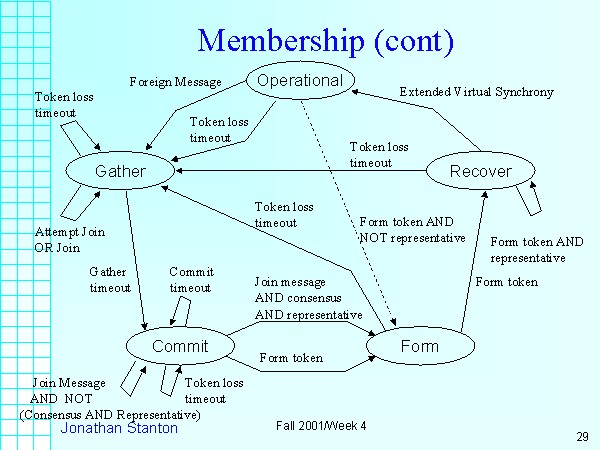 Membership (cont)
Operational
Foreign Message
Extended Virtual Synchrony
Token loss
timeout
Token loss
timeout
Token loss
timeout
Gather
Recover
Token loss
timeout
Form token AND
NOT representative
Attempt Join
OR Join
Form token AND
representative
Gather
timeout
Commit
timeout
Join message
AND consensus
AND representative
Form token
Commit
Form
Form token
Join Message
AND NOT
(Consensus AND Representative)
Token loss
timeout
Jonathan Stanton
Fall 2001/Week 4
29